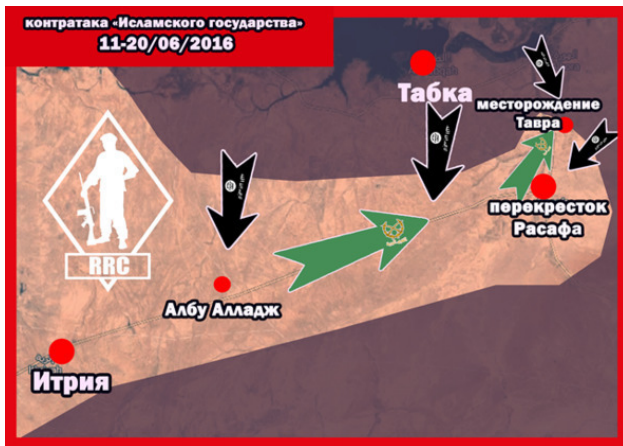 контратака «Исламского государства»
11-20/06/2016
Табка
месторождение
Тавра
перекресток
Расафа
RRC
Албу Алладж
Итрия